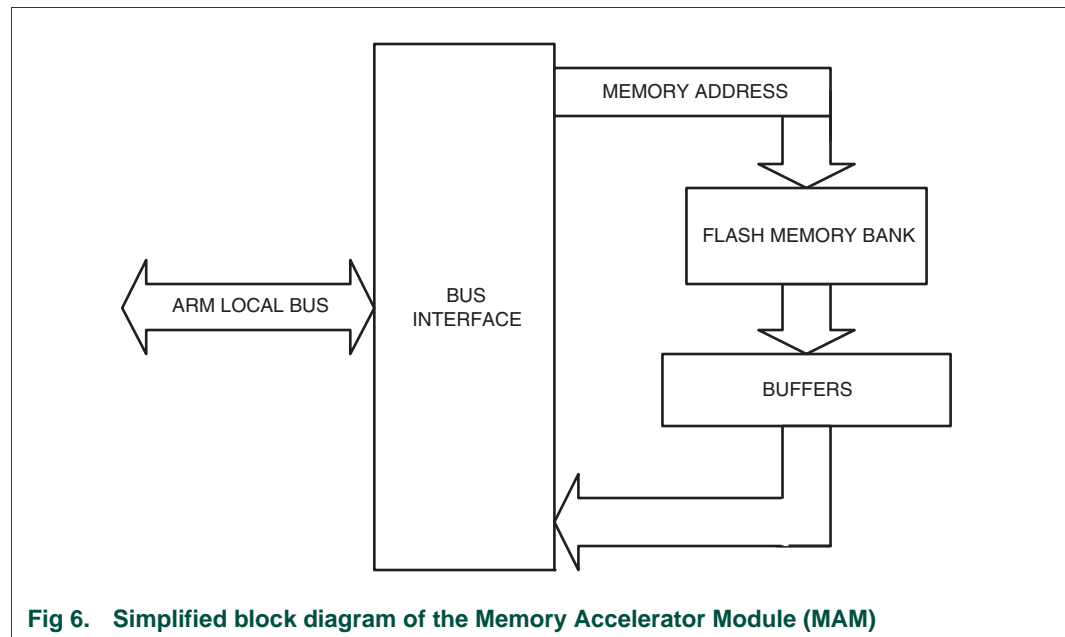 MEMORY ADDRESS
FLASH MEMORY BANK
ARM LOCAL BUS
BUS
INTERFACE
BUFFERS
Fig 6. Simplified block diagram of the Memory Accelerator Module (MAM)